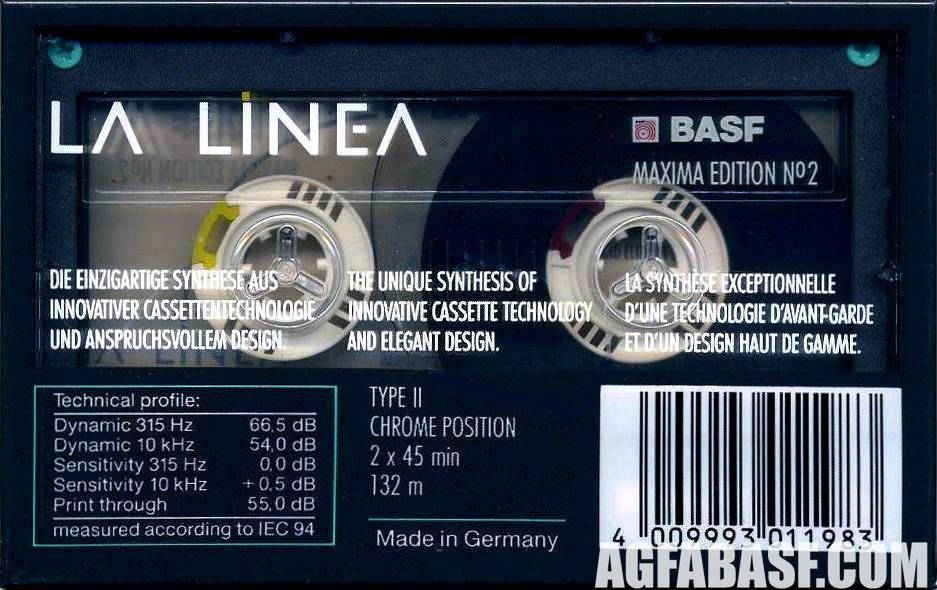 LA LINEA
BASF
MAXIMA EDITION Nº2
DIE EINZIGARTIGE SYNTHESE AUS
INNOVATIVER CASSETTENTECHNOLOGIE
UND ANSPRUCHSVOLLEM DESIGN.
THE UNIQUE SYNTHESIS OF
INNOVATIVE CASSETTE TECHNOLOGY
AND ELEGANT DESIGN.
LA SYNTHÈSE EXCEPTIONNELLE
D'UNE TECHNOLOGIE D'AVANT-GARDE
ET D'UN DESIGN HAUT DE GAMME.
Technical profile:
Dynamic 315 Hz 66,5 dB
Dynamic 10 kHz 54,0 dB
Sensitivity 315 Hz 0,0 dB
Sensitivity 10 kHz + 0,5 dB
Print through 55,0 dB
measured according to IEC 94
TYPE II
CHROME POSITION
2 x 45 min
132 m
Made in Germany
4 009993 011983
AGFABASF.COM